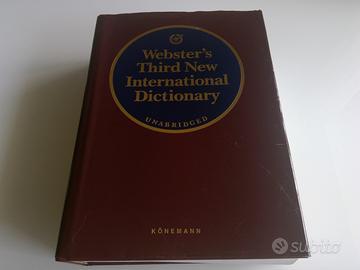 Webster's
Third New
International
Dictionary
UNABRIDGED
KÖNEMANN
subito